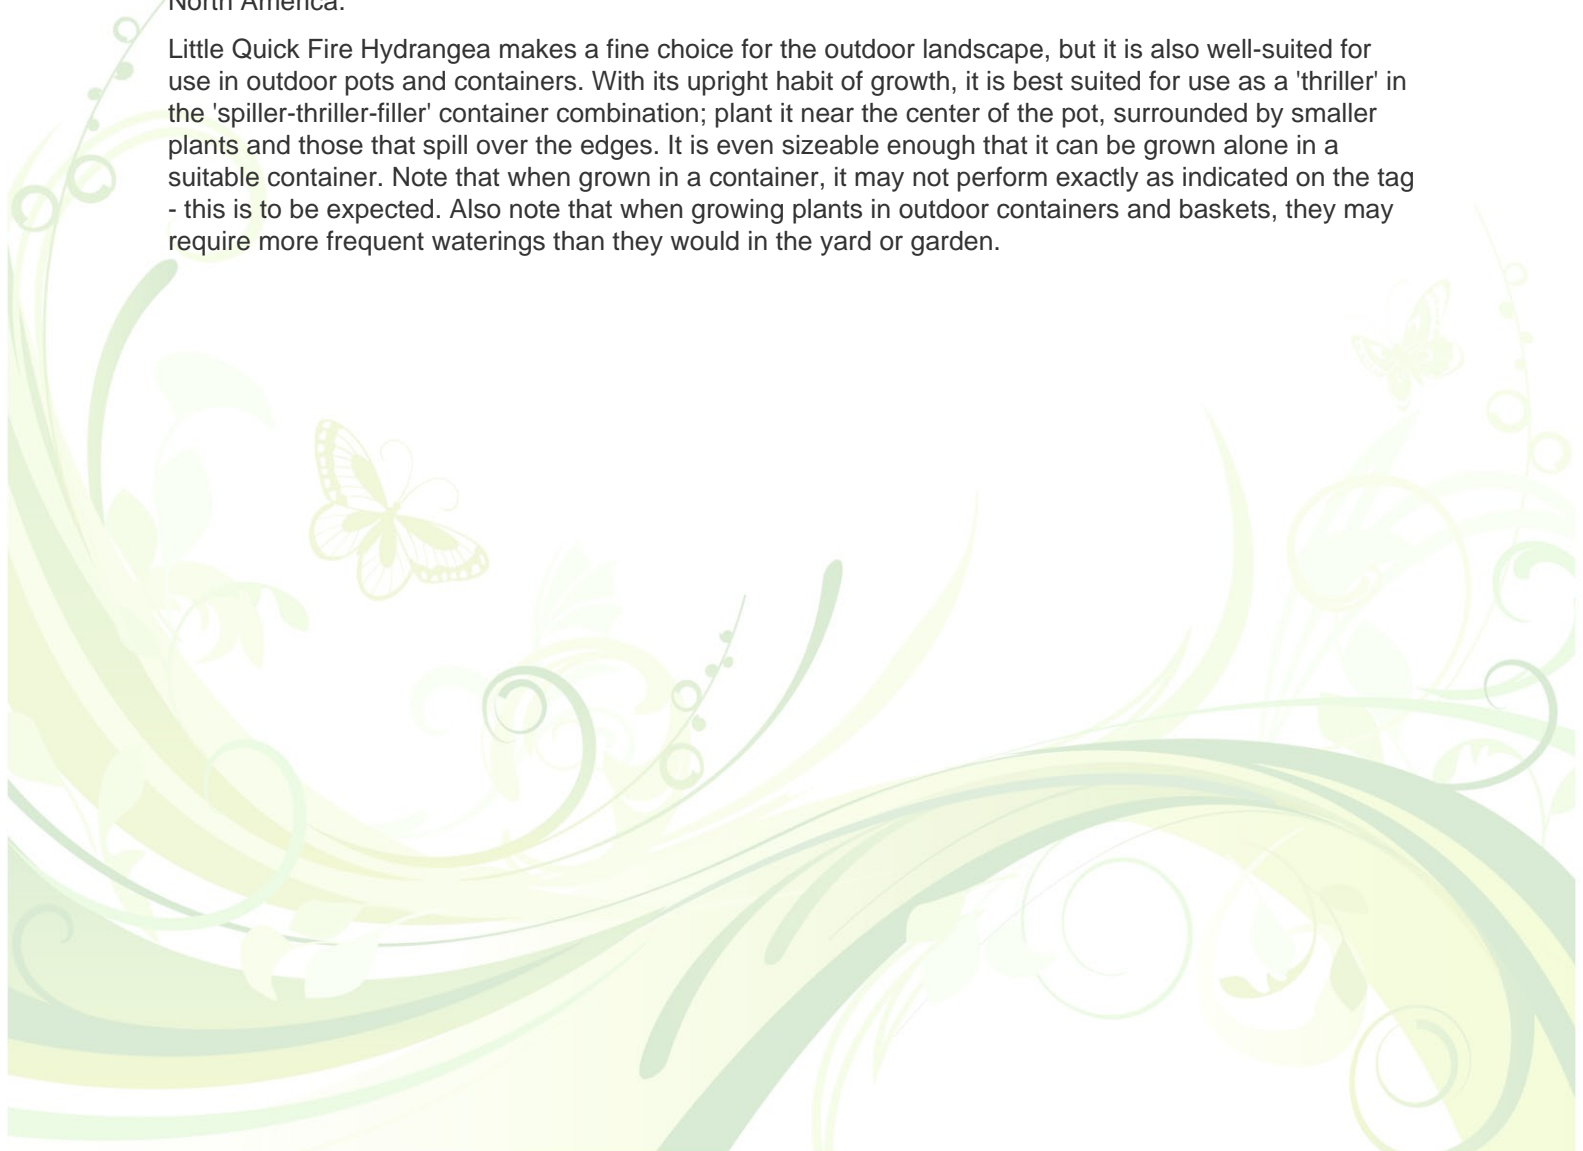 North America.
Little Quick Fire Hydrangea makes a fine choice for the outdoor landscape, but it is also well-suited for
use in outdoor pots and containers. With its upright habit of growth, it is best suited for use as a 'thriller' in
the 'spiller-thriller-filler' container combination; plant it near the center of the pot, surrounded by smaller
plants and those that spill over the edges. It is even sizeable enough that it can be grown alone in a
suitable container. Note that when grown in a container, it may not perform exactly as indicated on the tag
- this is to be expected. Also note that when growing plants in outdoor containers and baskets, they may
require more frequent waterings than they would in the yard or garden.